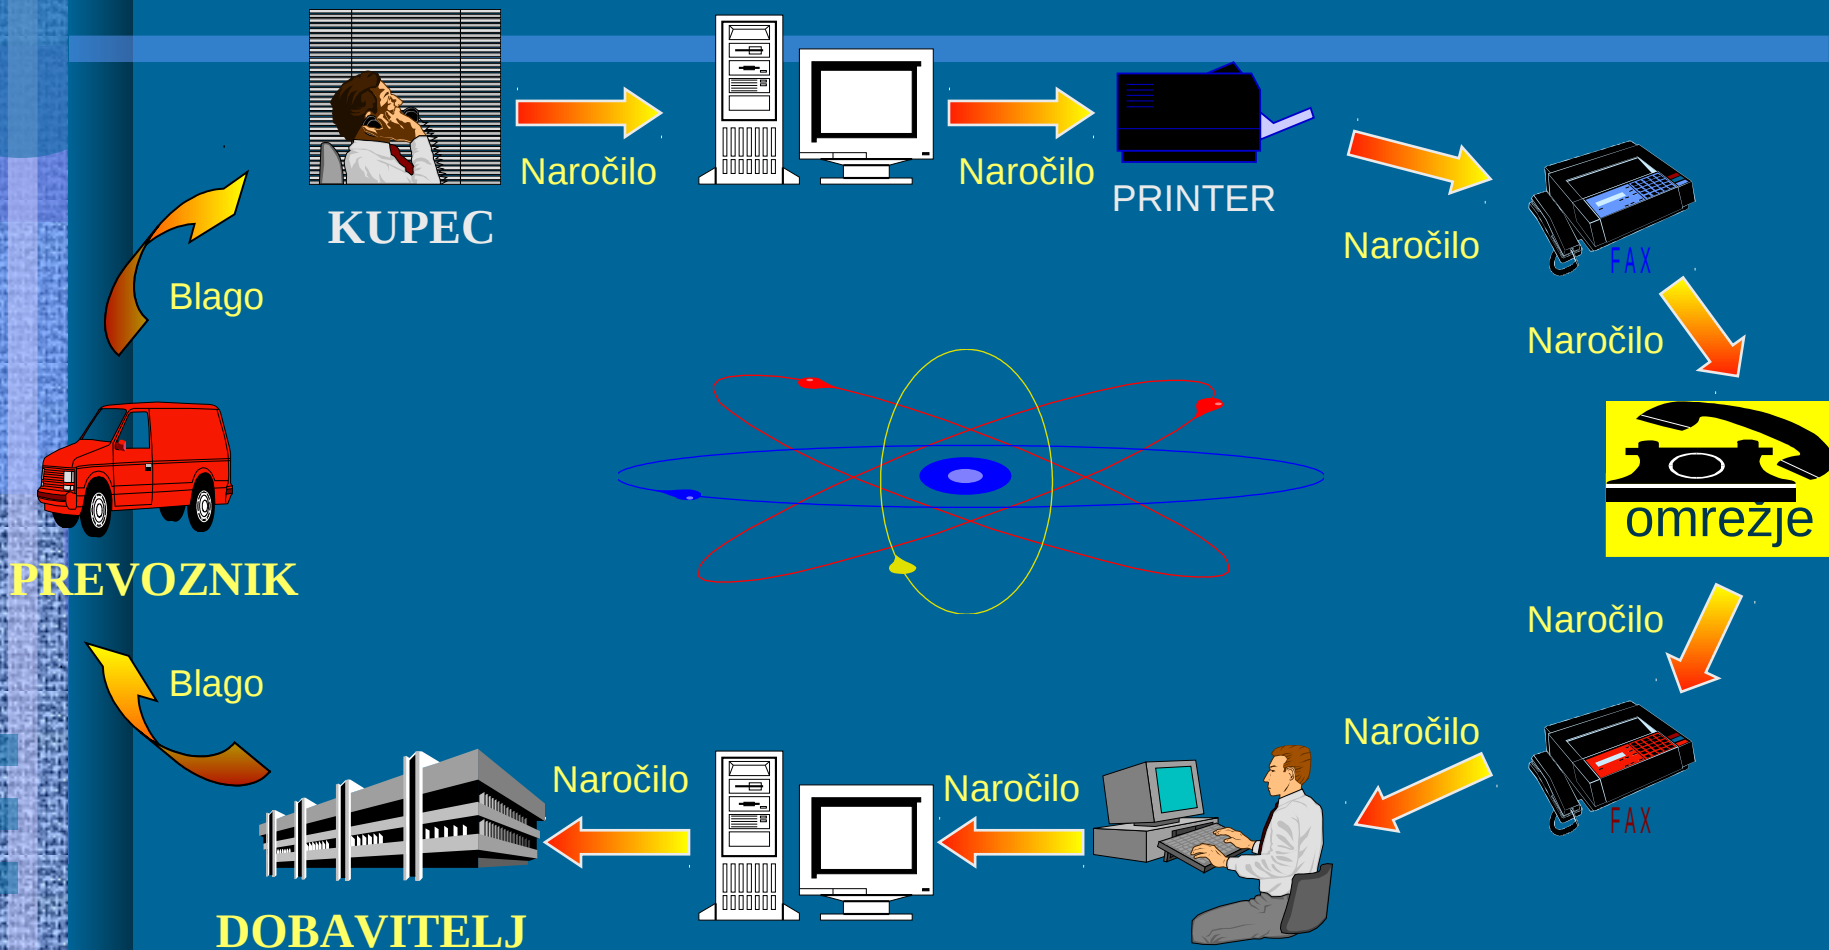 Naročilo
Naročilo
PRINTER
KUPEC
Naročilo
FAX
Blago
Naročilo
omrežje
PREVOZNIK
Naročilo
Blago
Naročilo
FAX
Naročilo
Naročilo
DOBAVITELJ